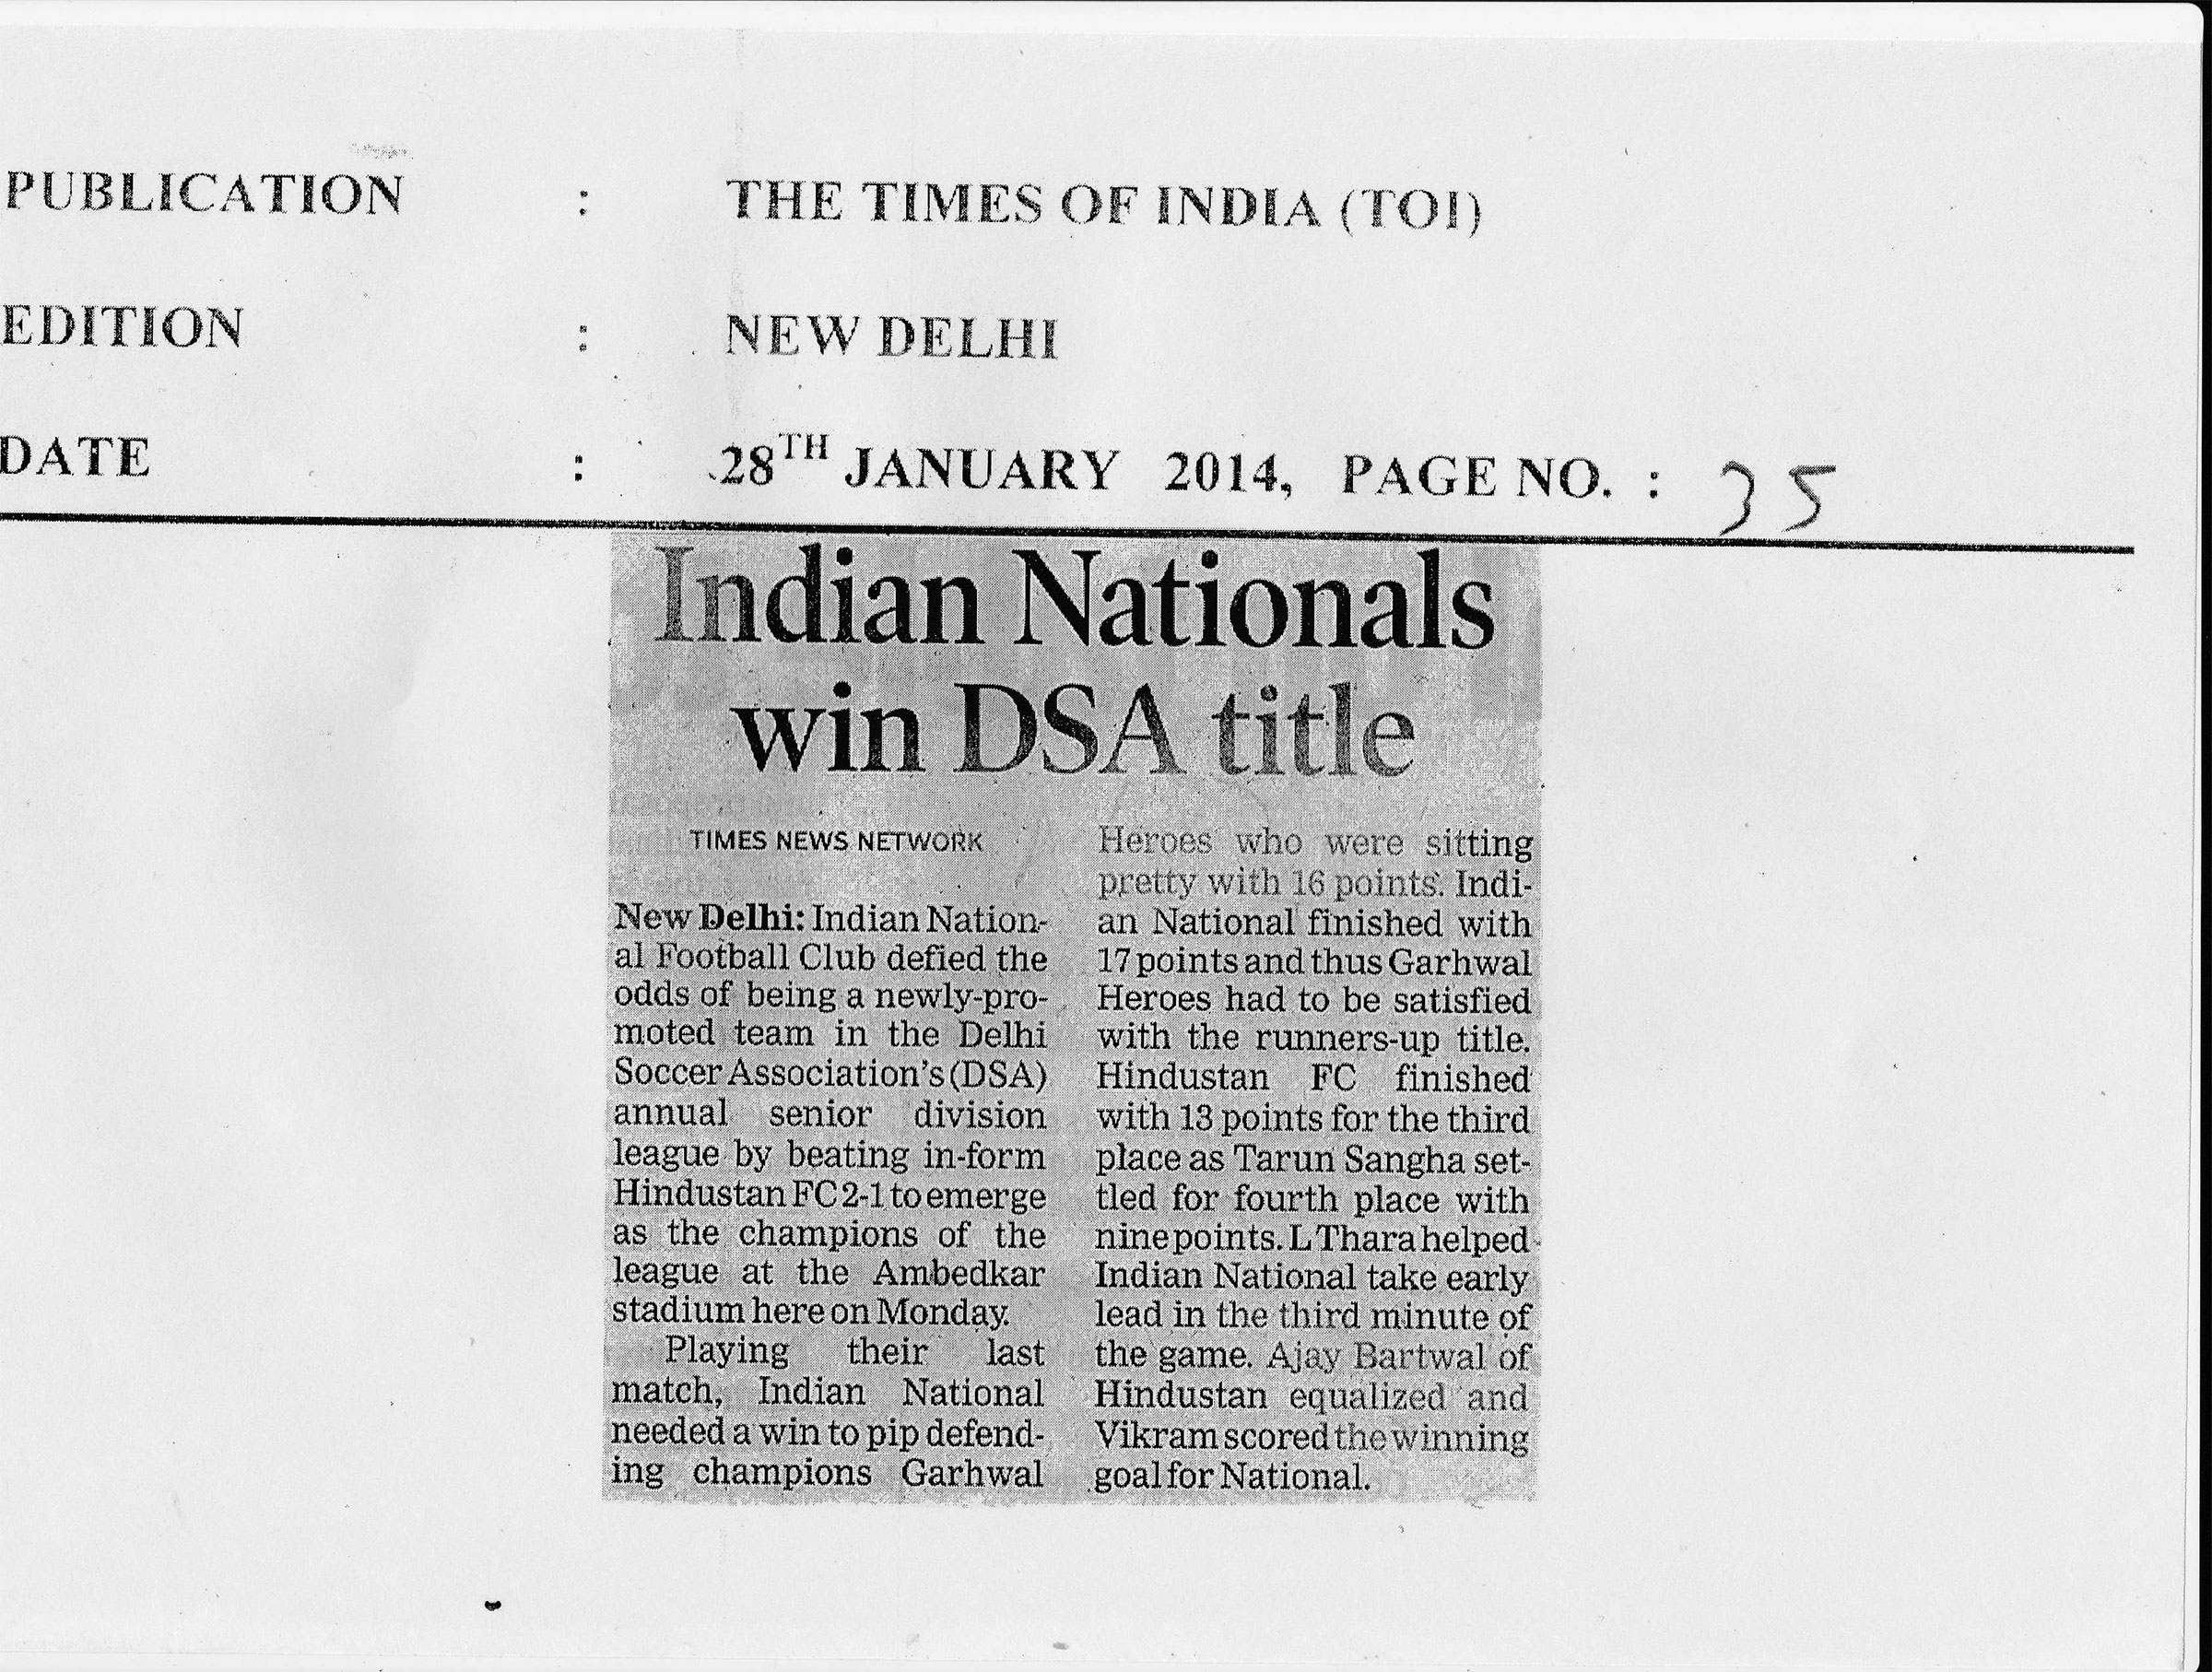 PUBLICATION : THE TIMES OF INDIA (TOI)
EDITION : NEW DELHI
DATE : 28TH JANUARY 2014, PAGE NO. : 35
Indian Nationals
win DSA title
TIMES NEWS NETWORK
New Delhi: Indian Nation-
al Football Club defied the
odds of being a newly-pro-
moted team in the Delhi
Soccer Association's (DSA)
annual senior division
league by beating in-form
Hindustan FC 2-1 to emerge
as the champions of the
league at the Ambedkar
stadium here on Monday.
Playing their last
match, Indian National
needed a win to pip defend-
ing champions Garhwal
Heroes who were sitting
pretty with 16 points. Indi-
an National finished with
17 points and thus Garhwal
Heroes had to be satisfied
with the runners-up title.
Hindustan FC finished
with 13 points for the third
place as Tarun Sangha set-
tled for fourth place with
nine points. L Thara helped
Indian National take early
lead in the third minute of
the game. Ajay Bartwal of
Hindustan equalized and
Vikram scored the winning
goal for National.